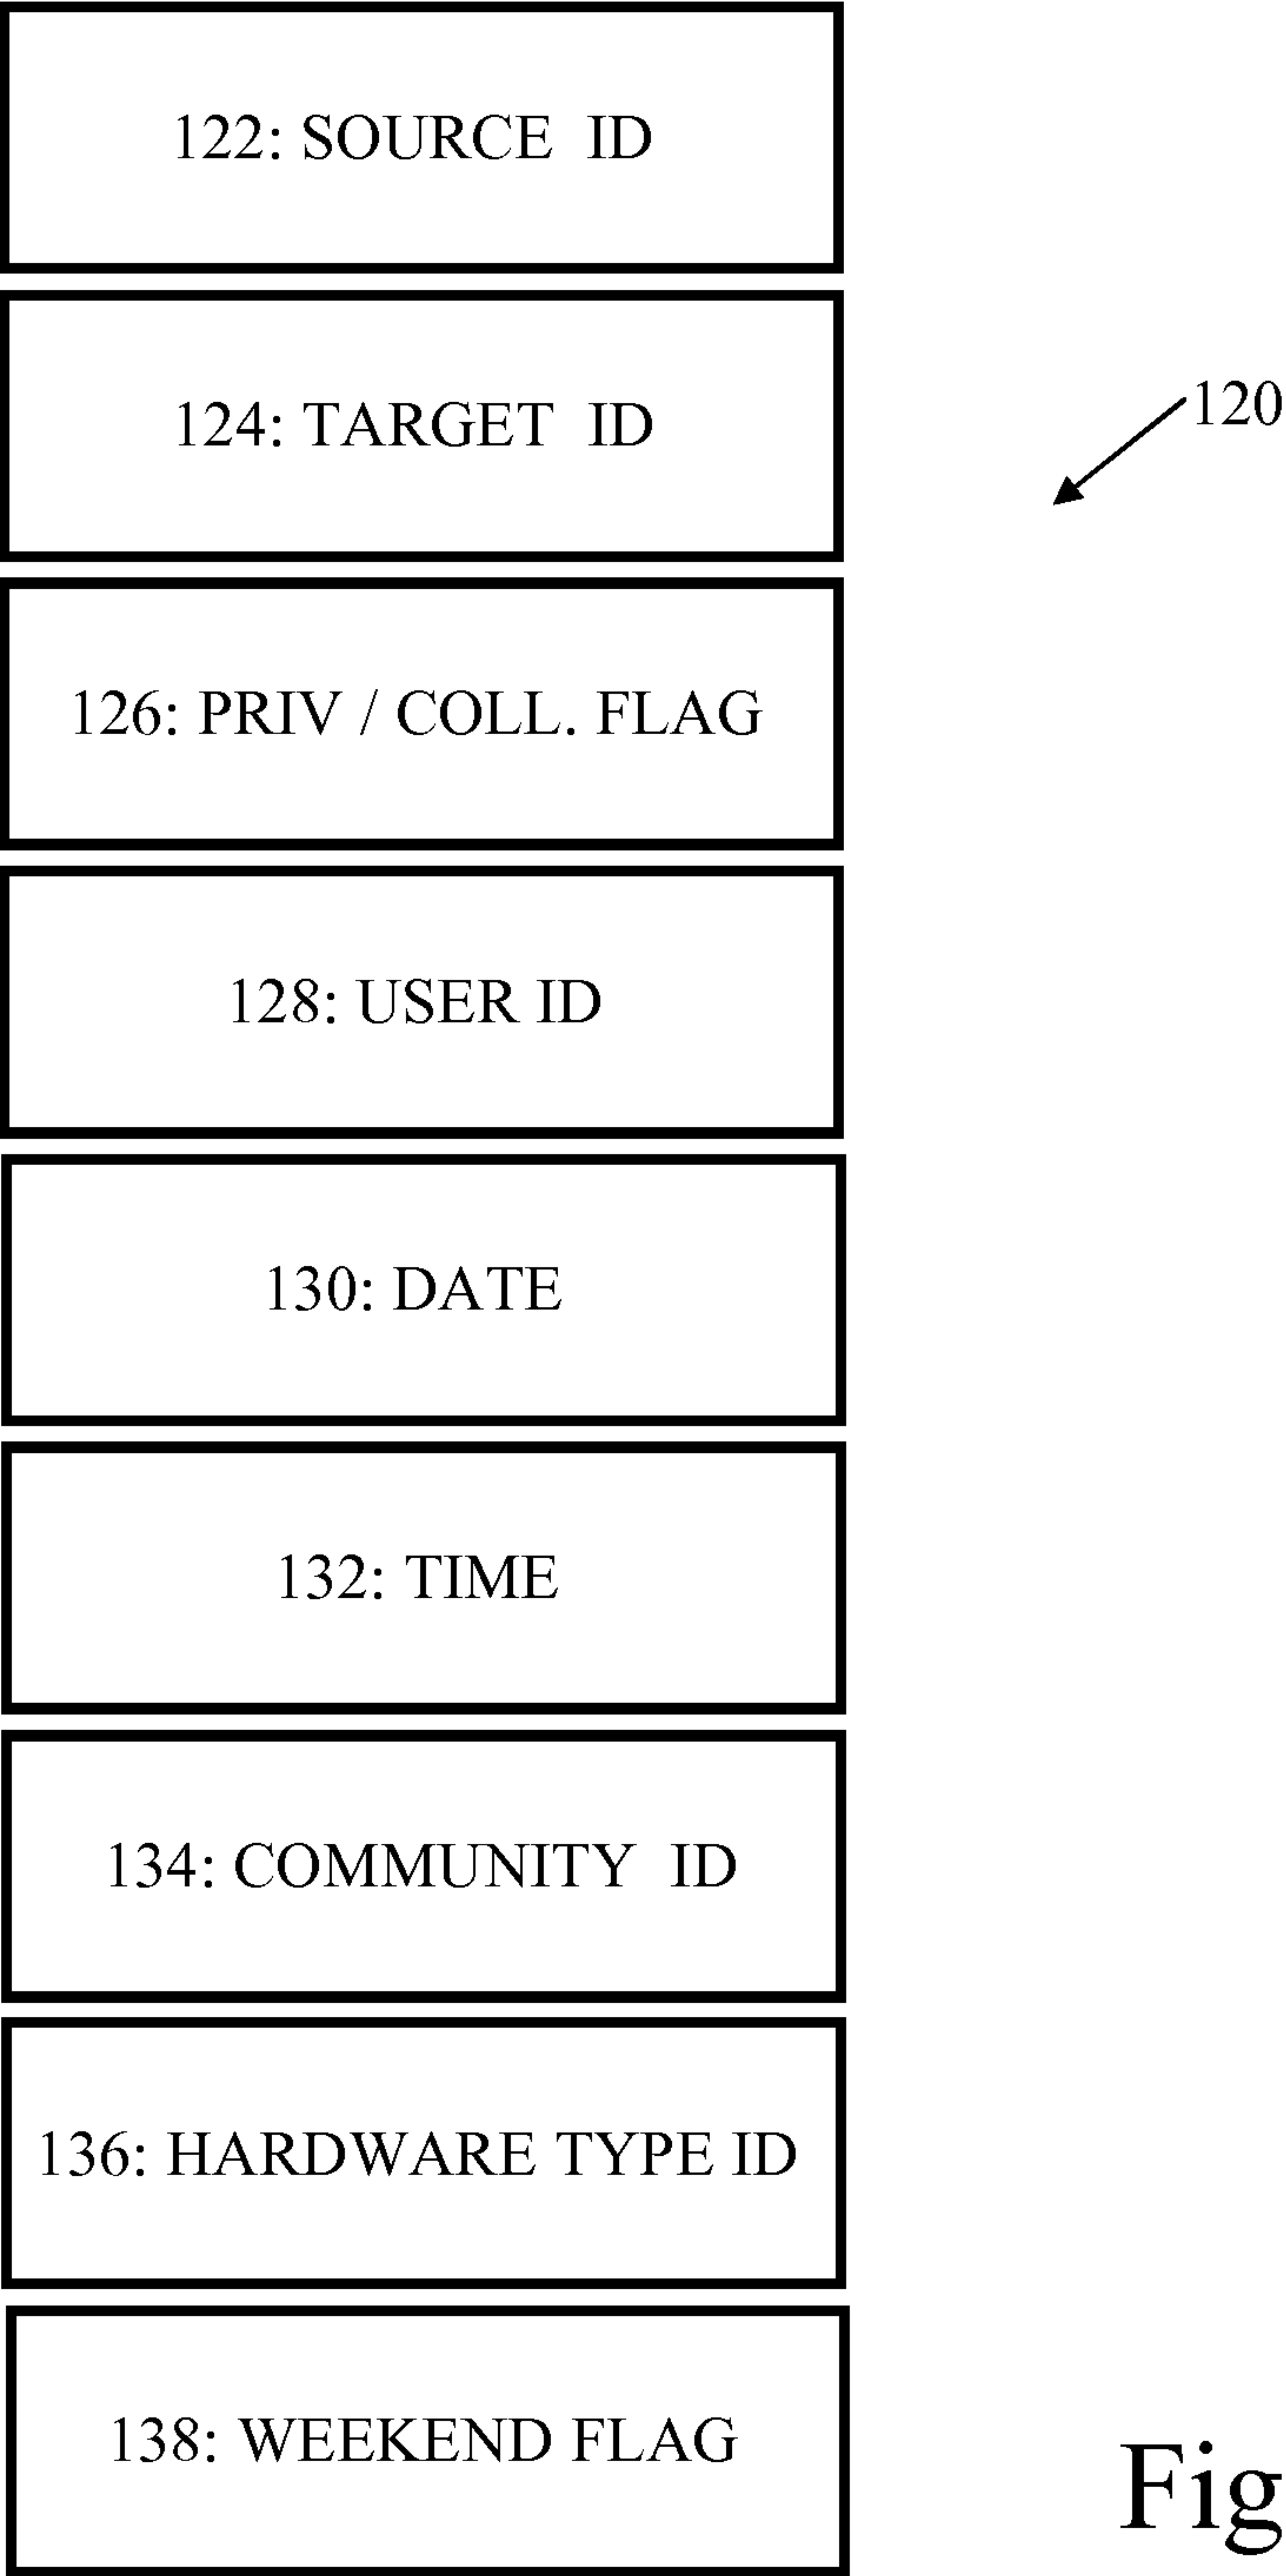 122: SOURCE ID
124: TARGET ID
120
126: PRIV / COLL. FLAG
128: USER ID
130: DATE
132: TIME
134: COMMUNITY ID
136: HARDWARE TYPE ID
138: WEEKEND FLAG
Fig